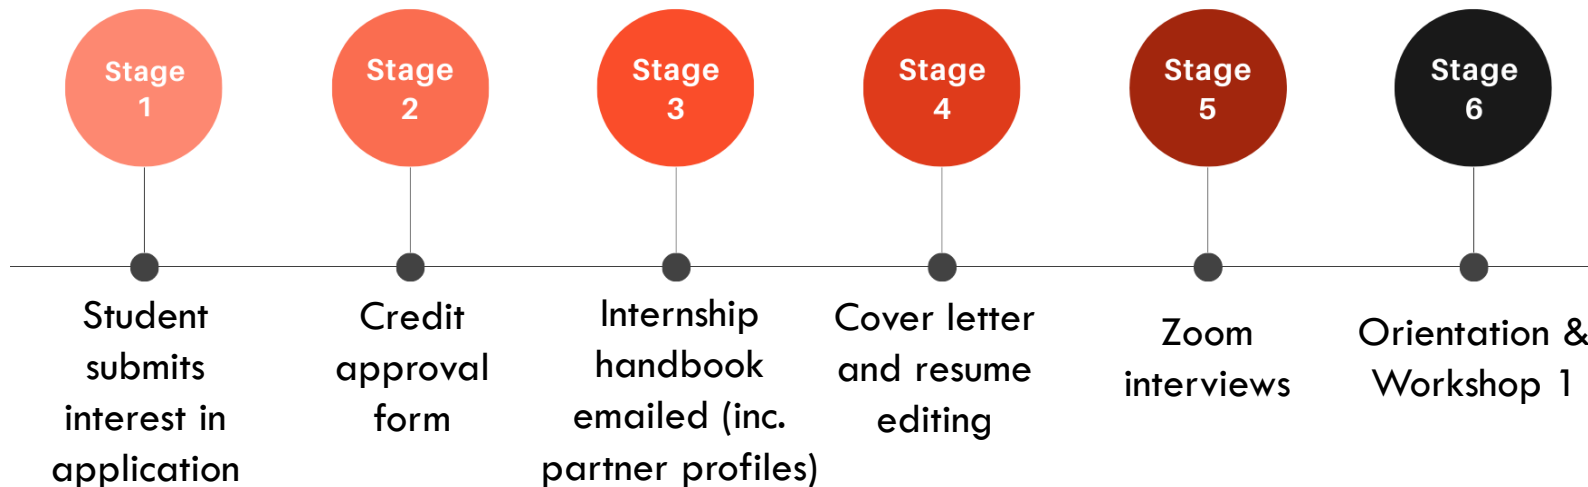 Stage
1
Stage
2
Stage
3
Stage
4
Stage
5
Stage
6
Student
submits
interest in
application
Credit
approval
form
Internship
handbook
emailed (inc.
partner profiles)
Cover letter
and resume
editing
Zoom
interviews
Orientation &
Workshop 1